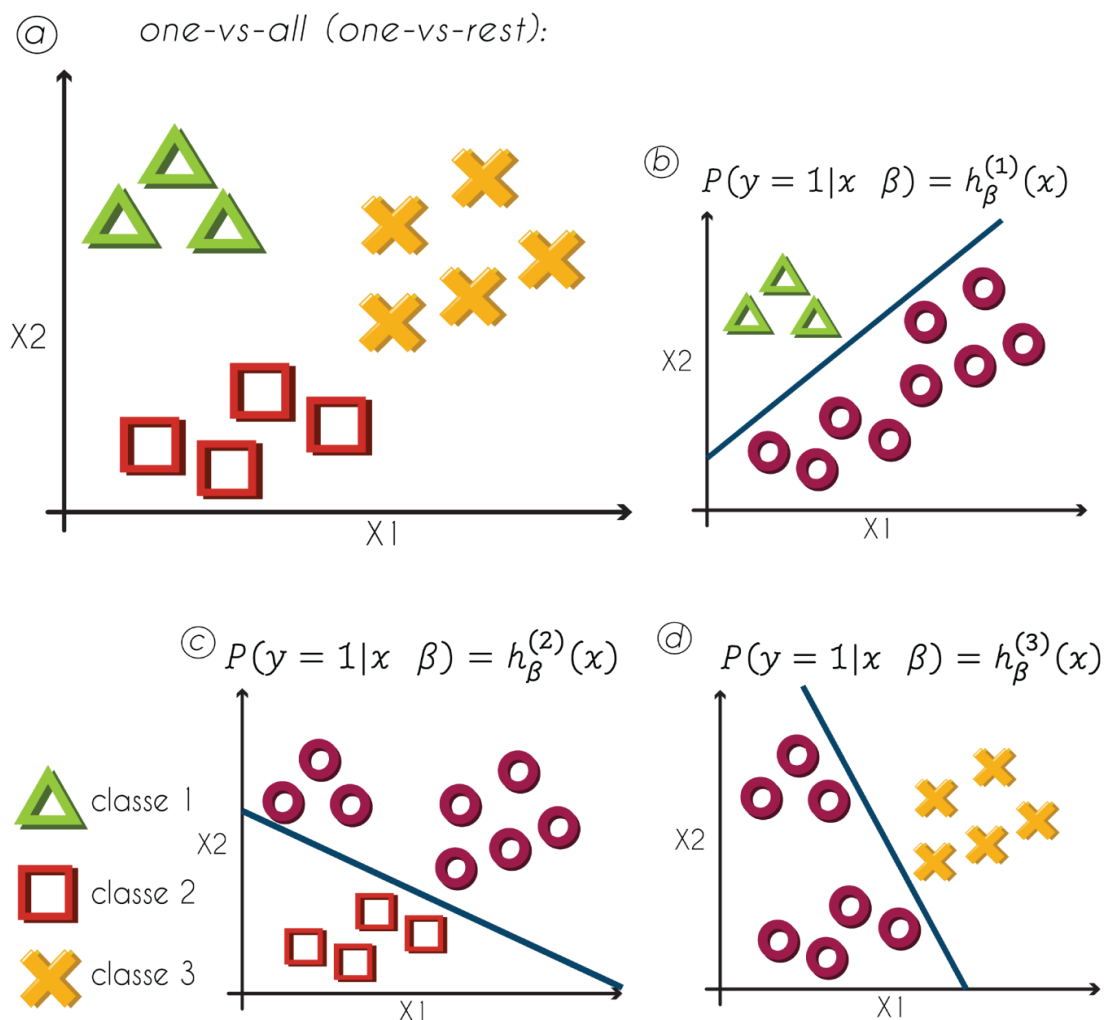 a one-vs-all (one-vs-rest):
X2
X1
b P(y = 1|x β) = h_β^(1)(x)
X2
X1
c P(y = 1|x β) = h_β^(2)(x)
X2
X1
d P(y = 1|x β) = h_β^(3)(x)
X2
X1
classe 1
classe 2
classe 3